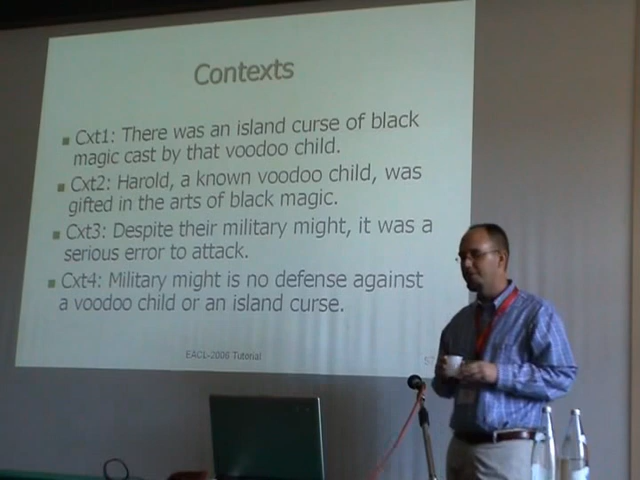 Contexts
Cxt1: There was an island curse of black
magic cast by that voodoo child.
Cxt2: Harold, a known voodoo child, was
gifted in the arts of black magic.
Cxt3: Despite their military might, it was a
serious error to attack.
Cxt4: Military might is no defense against
a voodoo child or an island curse.
EACL-2006 Tutorial